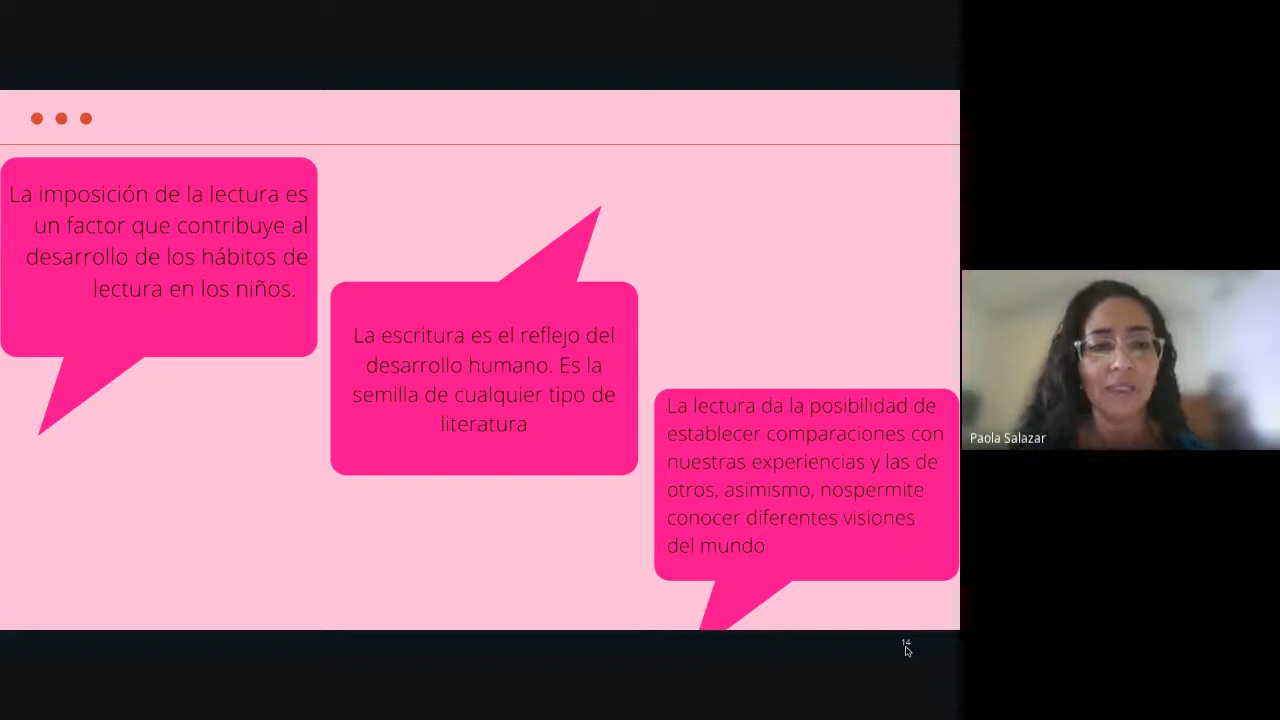 La imposición de la lectura es
un factor que contribuye al
desarrollo de los hábitos de
lectura en los niños.
La escritura es el reflejo del
desarrollo humano. Es la
semilla de cualquier tipo de
literatura
La lectura da la posibilidad de
establecer comparaciones con
nuestras experiencias y las de
otros, asimismo, nospermite
conocer diferentes visiones
del mundo
Paola Salazar
14